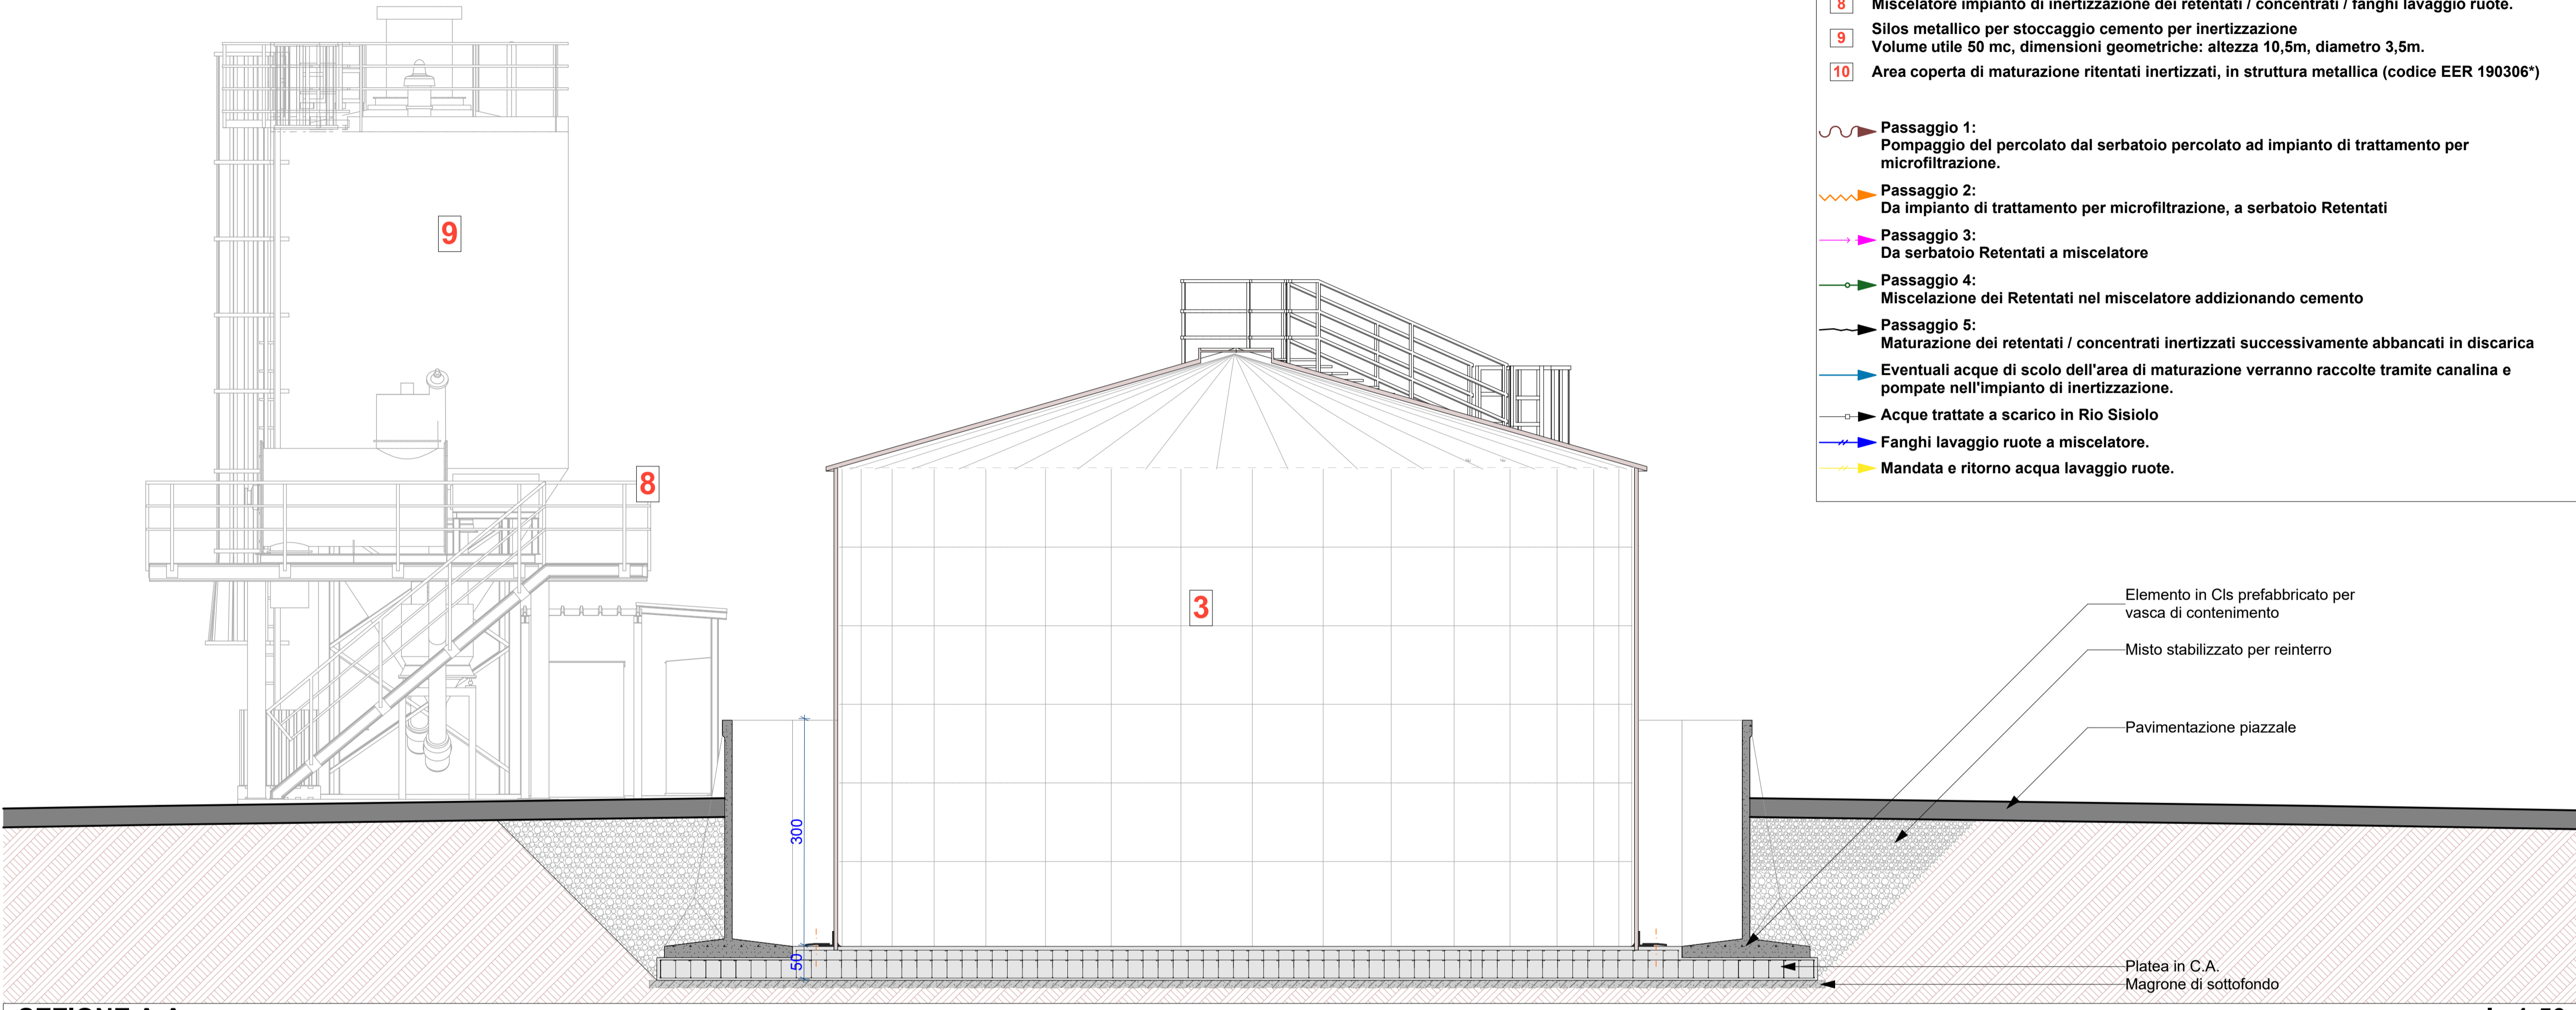 8 Miscelatore impianto di inertizzazione dei retentati / concentrati / fanghi lavaggio ruote.
9 Silos metallico per stoccaggio cemento per inertizzazione
Volume utile 50 mc, dimensioni geometriche: altezza 10,5m, diametro 3,5m.
10 Area coperta di maturazione ritentati inertizzati, in struttura metallica (codice EER 190306*)
Passaggio 1:
Pompaggio del percolato dal serbatoio percolato ad impianto di trattamento per
microfiltrazione.
Passaggio 2:
Da impianto di trattamento per microfiltrazione, a serbatoio Retentati
Passaggio 3:
Da serbatoio Retentati a miscelatore
Passaggio 4:
Miscelazione dei Retentati nel miscelatore addizionando cemento
Passaggio 5:
Maturazione dei retentati / concentrati inertizzati successivamente abbancati in discarica
Eventuali acque di scolo dell'area di maturazione verranno raccolte tramite canalina e
pompate nell'impianto di inertizzazione.
Acque trattate a scarico in Rio Sisiolo
Fanghi lavaggio ruote a miscelatore.
Mandata e ritorno acqua lavaggio ruote.
9
8
3
Elemento in Cls prefabbricato per
vasca di contenimento
Misto stabilizzato per reinterro
Pavimentazione piazzale
300
50
Platea in C.A.
Magrone di sottofondo